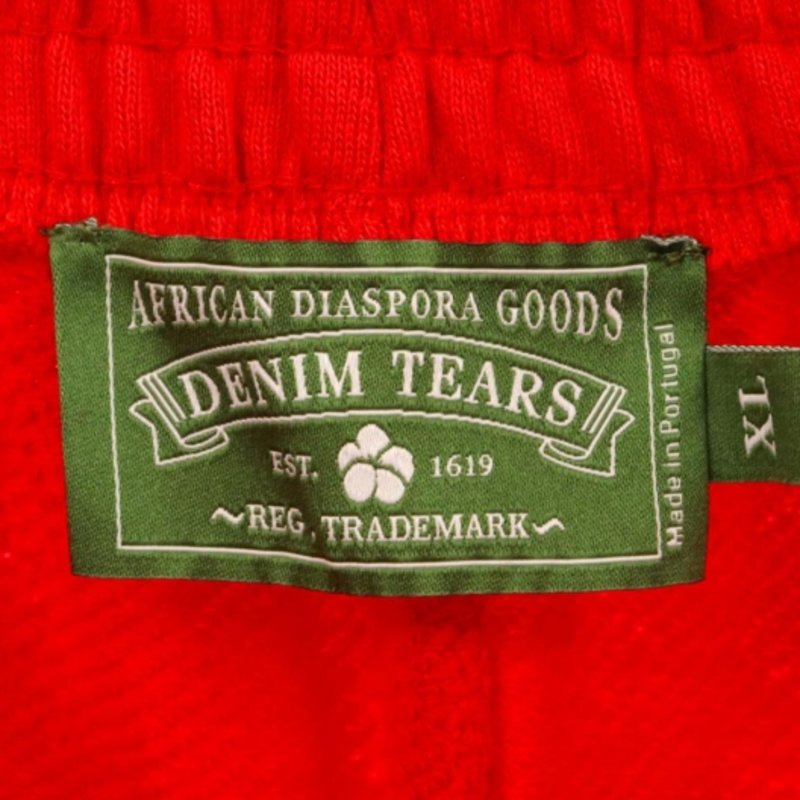 AFRICAN DIASPORA GOODS
DENIM TEARS
EST. 1619
~REG. TRADEMARK~
Made in Portugal
XL